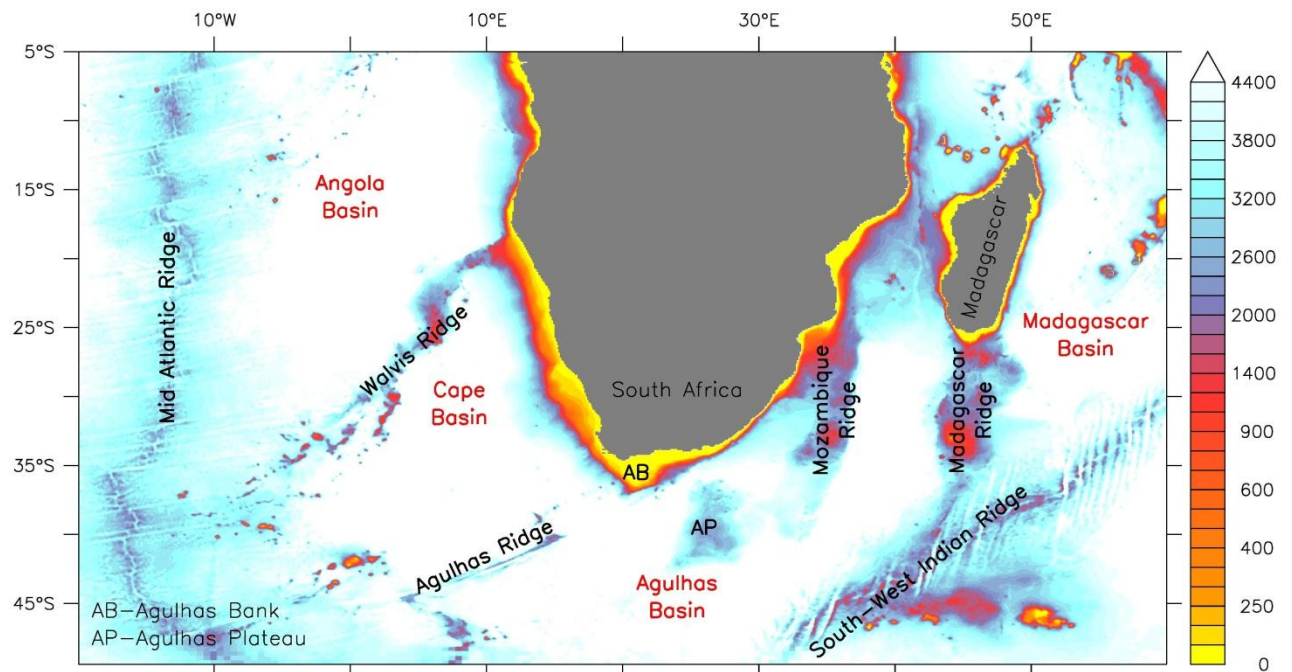 10°W 10°E 30°E 50°E
5°S
15°S
25°S
35°S
45°S
Mid Atlantic Ridge
Angola
Basin
Walvis Ridge
Cape
Basin
South Africa
AB
AP
Agulhas Ridge
Agulhas
Basin
Mozambique
Ridge
Madagascar
Madagascar
Ridge
Madagascar
Basin
South-West Indian Ridge
AB-Agulhas Bank
AP-Agulhas Plateau
4400
3800
3200
2600
2000
1400
900
600
400
250
0